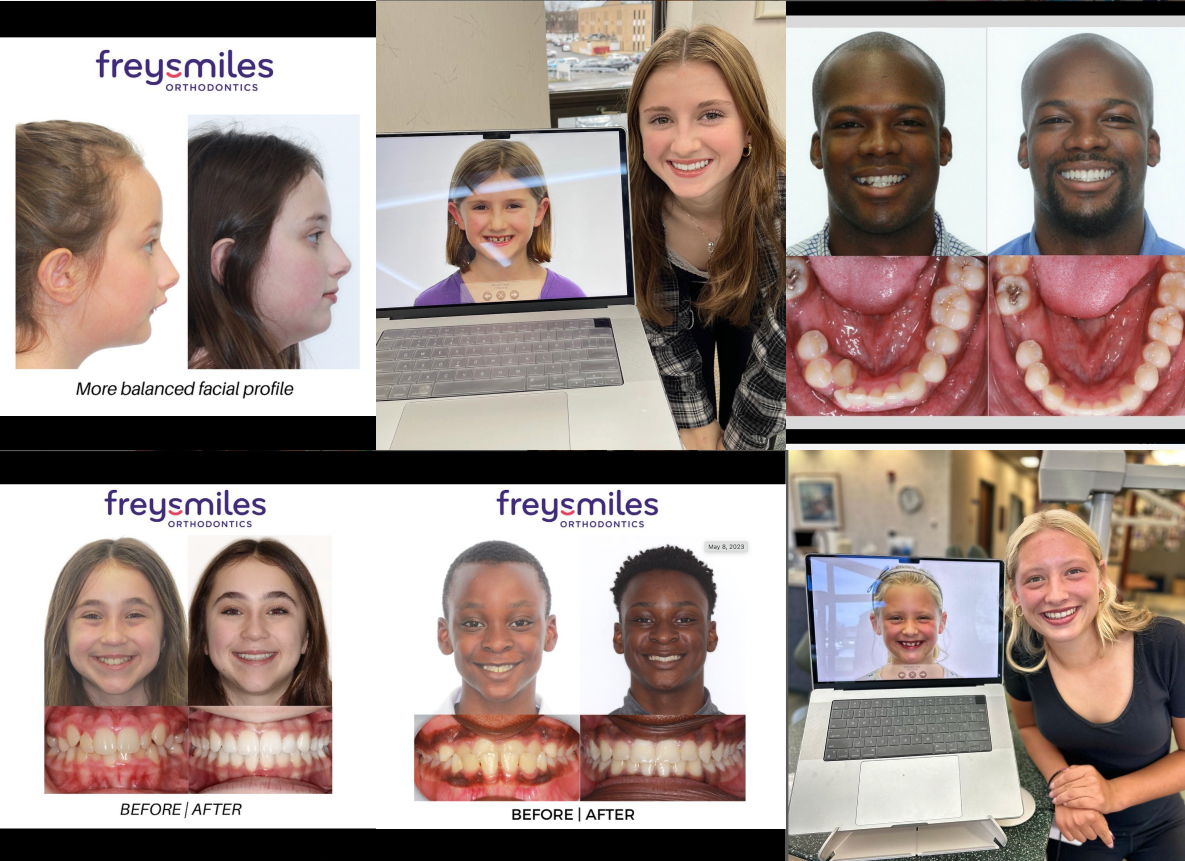 freysmiles
ORTHODONTICS
More balanced facial profile
freysmiles
ORTHODONTICS
BEFORE | AFTER
freysmiles
ORTHODONTICS
May 8, 2023
BEFORE | AFTER